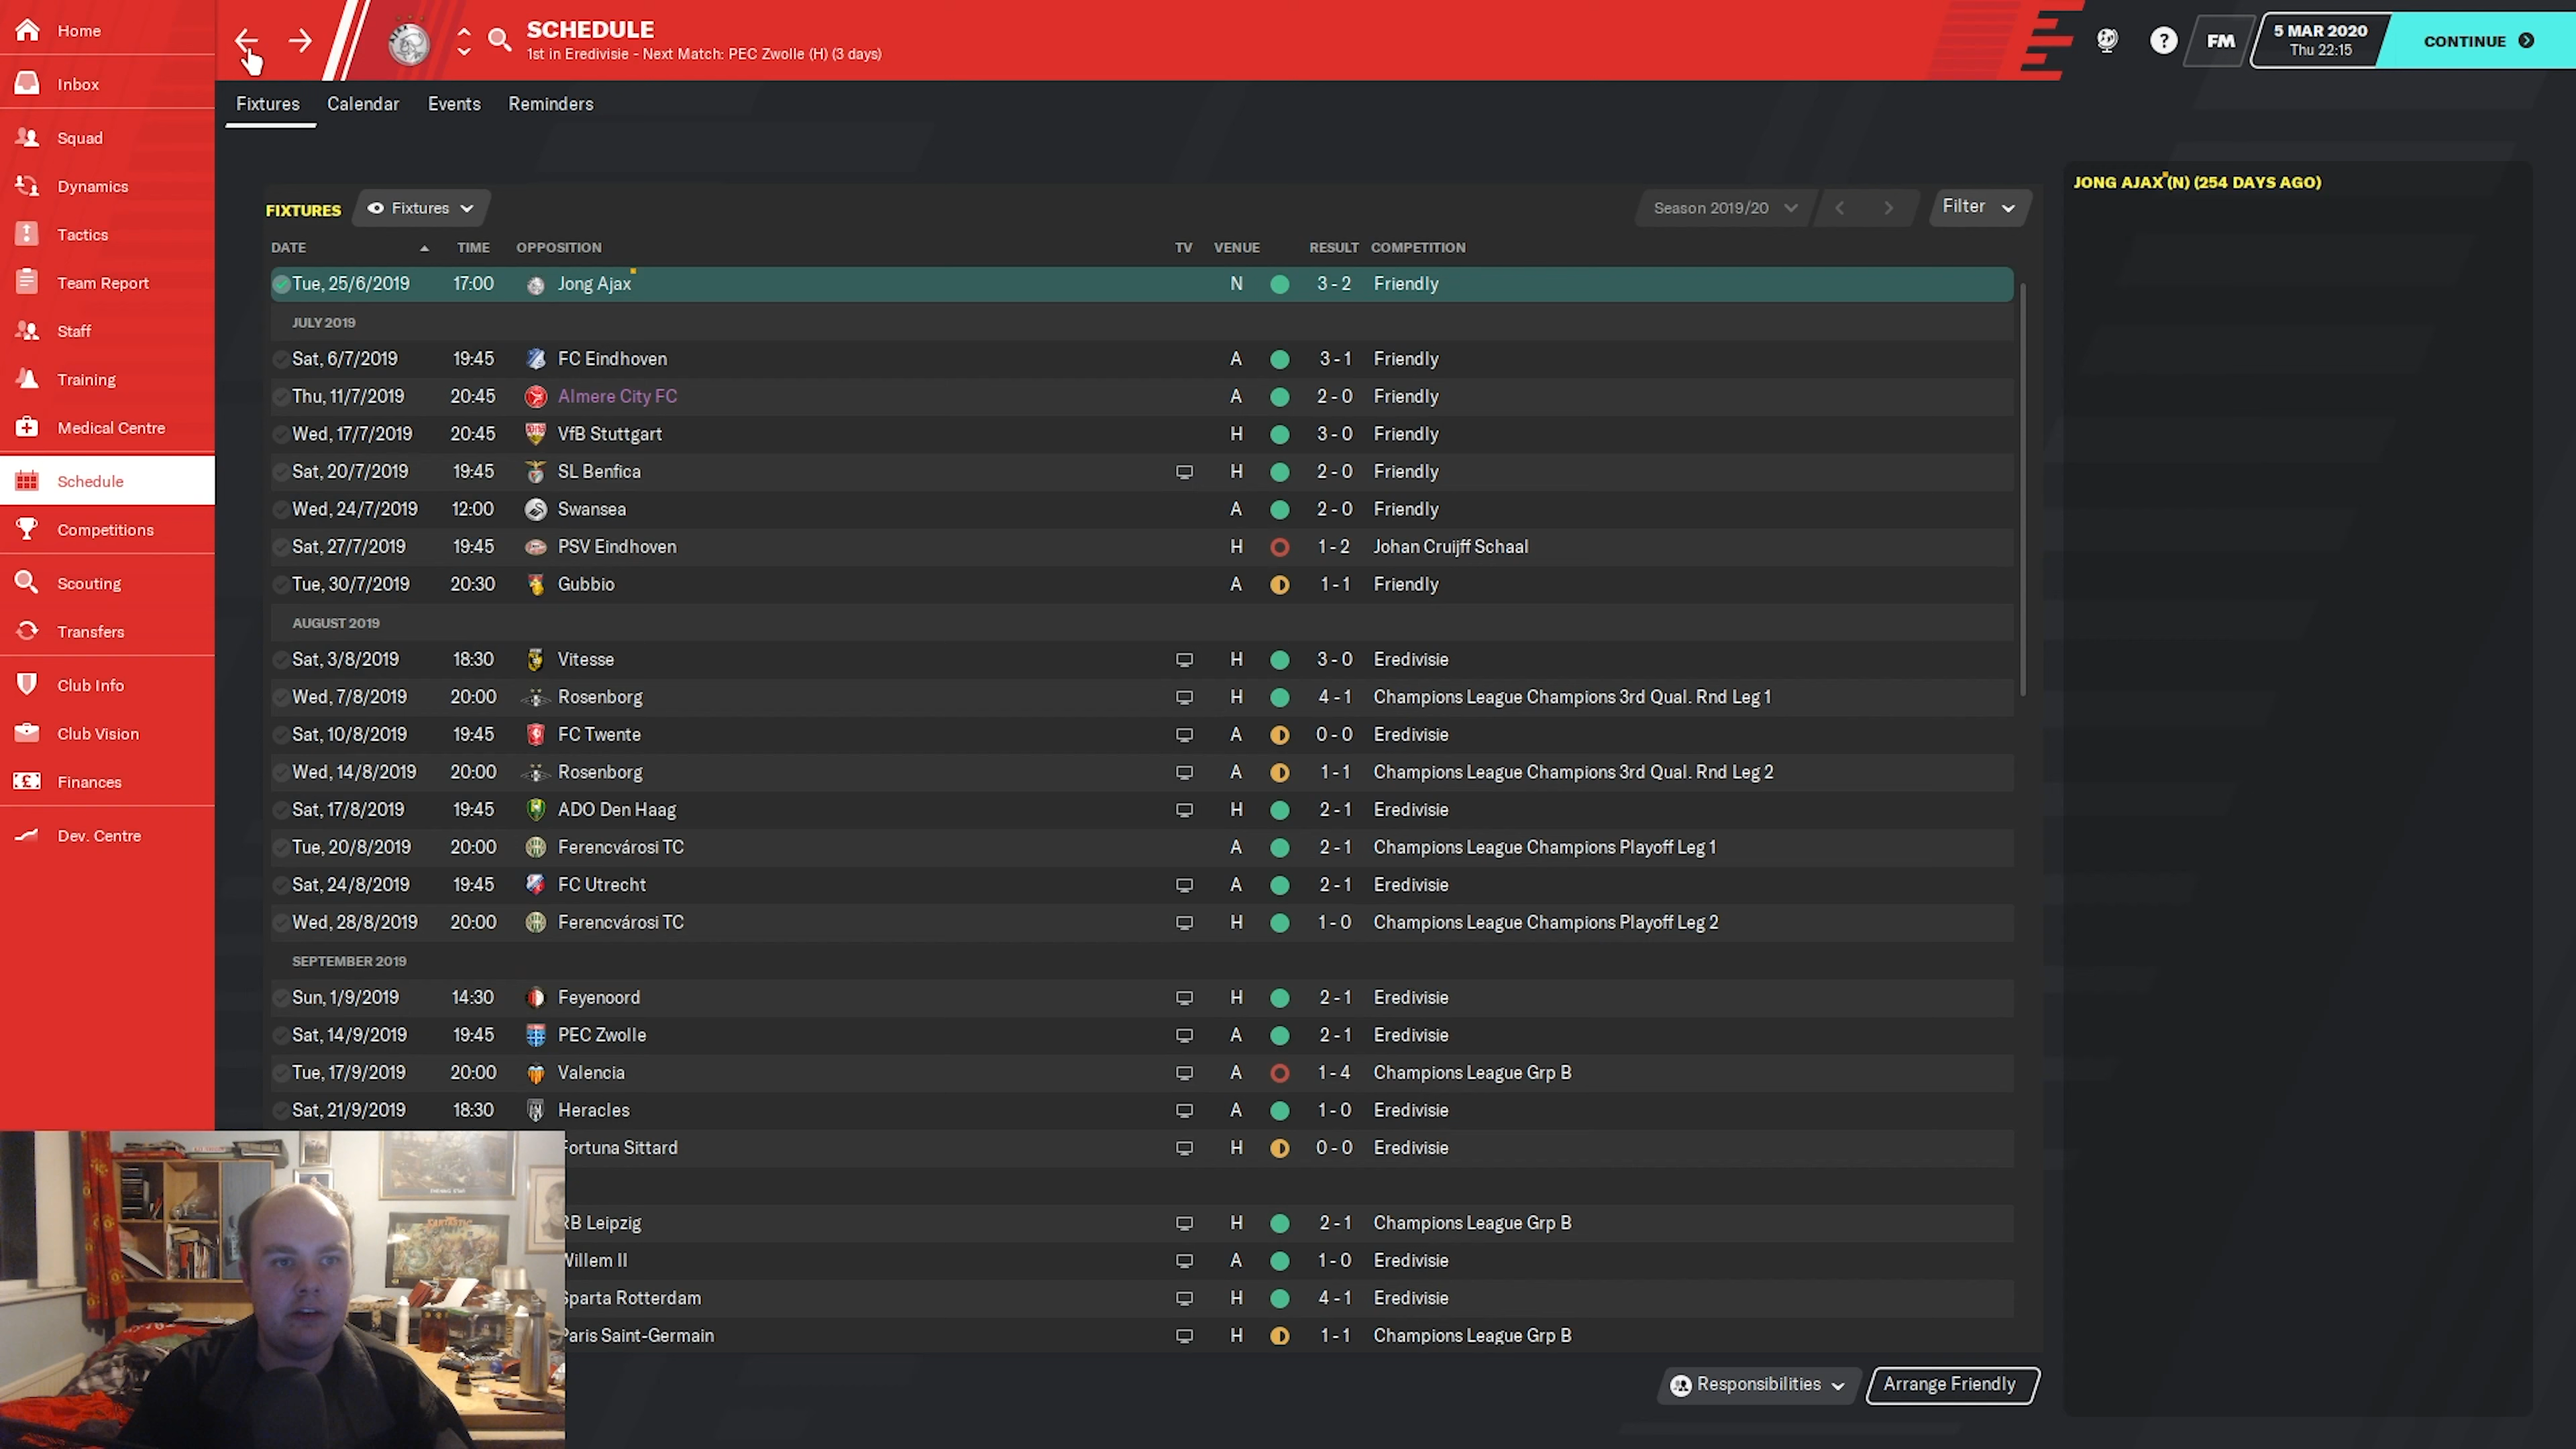 Home
Inbox
Squad
Dynamics
Tactics
Team Report
Staff
Training
Medical Centre
Schedule
Competitions
Scouting
Transfers
Club Info
Club Vision
Finances
Dev. Centre
SCHEDULE
1st in Eredivisie - Next Match: PEC Zwolle (H) (3 days)
? FM 5 MAR 2020 CONTINUE
Thu 22:15
Fixtures Calendar Events Reminders
FIXTURES Fixtures Season 2019/20 Filter
DATE TIME OPPOSITION TV VENUE RESULT COMPETITION
Tue, 25/6/2019 17:00 Jong Ajax N 3 - 2 Friendly
JULY 2019
Sat, 6/7/2019 19:45 FC Eindhoven A 3 - 1 Friendly
Thu, 11/7/2019 20:45 Almere City FC A 2 - 0 Friendly
Wed, 17/7/2019 20:45 VfB Stuttgart H 3 - 0 Friendly
Sat, 20/7/2019 19:45 SL Benfica H 2 - 0 Friendly
Wed, 24/7/2019 12:00 Swansea A 2 - 0 Friendly
Sat, 27/7/2019 19:45 PSV Eindhoven H 1 - 2 Johan Cruijff Schaal
Tue, 30/7/2019 20:30 Gubbio A 1 - 1 Friendly
AUGUST 2019
Sat, 3/8/2019 18:30 Vitesse H 3 - 0 Eredivisie
Wed, 7/8/2019 20:00 Rosenborg H 4 - 1 Champions League Champions 3rd Qual. Rnd Leg 1
Sat, 10/8/2019 19:45 FC Twente A 0 - 0 Eredivisie
Wed, 14/8/2019 20:00 Rosenborg A 1 - 1 Champions League Champions 3rd Qual. Rnd Leg 2
Sat, 17/8/2019 19:45 ADO Den Haag H 2 - 1 Eredivisie
Tue, 20/8/2019 20:00 Ferencvárosi TC A 2 - 1 Champions League Champions Playoff Leg 1
Sat, 24/8/2019 19:45 FC Utrecht A 2 - 1 Eredivisie
Wed, 28/8/2019 20:00 Ferencvárosi TC H 1 - 0 Champions League Champions Playoff Leg 2
SEPTEMBER 2019
Sun, 1/9/2019 14:30 Feyenoord H 2 - 1 Eredivisie
Sat, 14/9/2019 19:45 PEC Zwolle A 2 - 1 Eredivisie
Tue, 17/9/2019 20:00 Valencia A 1 - 4 Champions League Grp B
Sat, 21/9/2019 18:30 Heracles A 1 - 0 Eredivisie
Fortuna Sittard H 0 - 0 Eredivisie
RB Leipzig H 2 - 1 Champions League Grp B
Willem II A 1 - 0 Eredivisie
Sparta Rotterdam H 4 - 1 Eredivisie
Paris Saint-Germain H 1 - 1 Champions League Grp B
Responsibilities Arrange Friendly
JONG AJAX (N) (254 DAYS AGO)
FANTASTIC